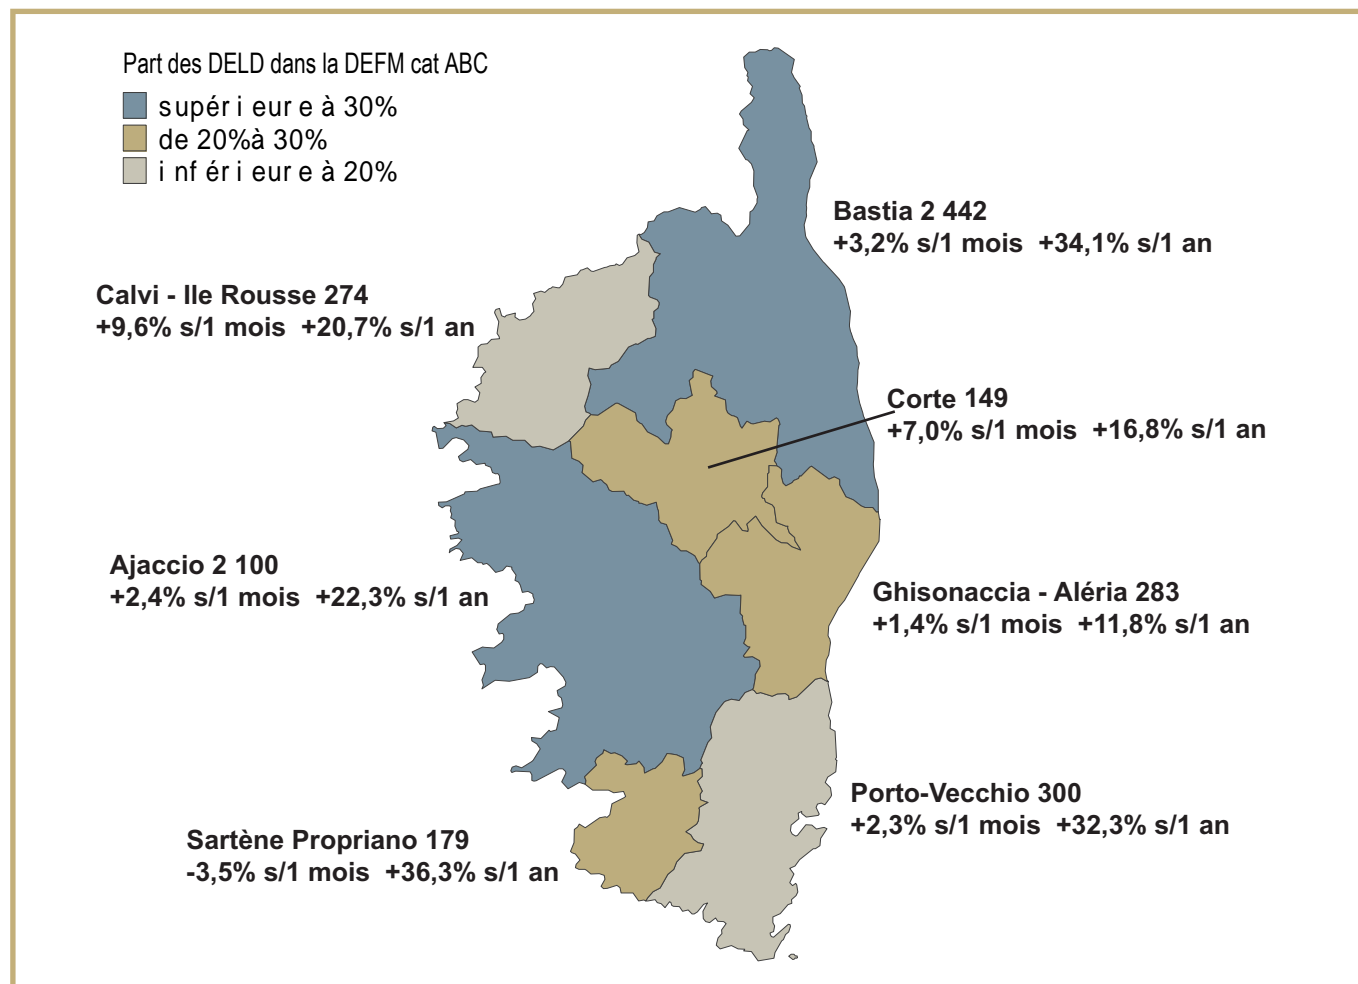 Part des DELD dans la DEFM cat ABC
supérieure à 30%
de 20%à 30%
inférieure à 20%
Bastia 2 442
+3,2% s/1 mois +34,1% s/1 an
Calvi - Ile Rousse 274
+9,6% s/1 mois +20,7% s/1 an
Corte 149
+7,0% s/1 mois +16,8% s/1 an
Ajaccio 2 100
+2,4% s/1 mois +22,3% s/1 an
Ghisonaccia - Aléria 283
+1,4% s/1 mois +11,8% s/1 an
Porto-Vecchio 300
+2,3% s/1 mois +32,3% s/1 an
Sartène Propriano 179
-3,5% s/1 mois +36,3% s/1 an